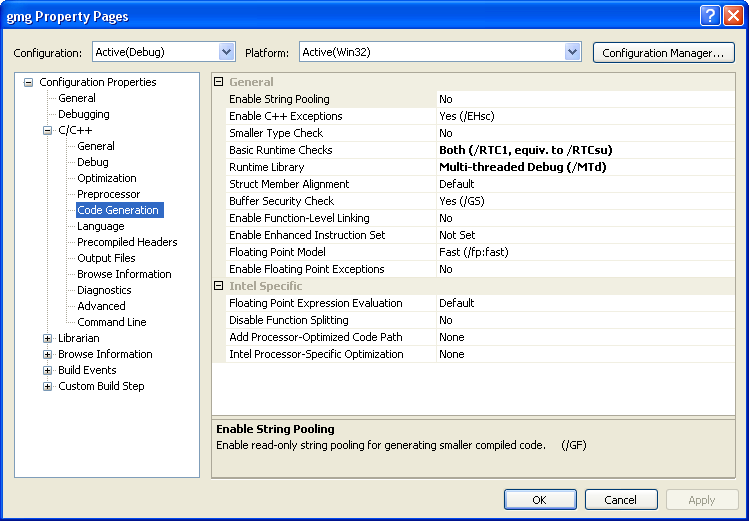 gmg Property Pages
Configuration: Active(Debug) Platform: Active(Win32) Configuration Manager...
Configuration Properties
General
Debugging
C/C++
General
Debug
Optimization
Preprocessor
Code Generation
Language
Precompiled Headers
Output Files
Browse Information
Diagnostics
Advanced
Command Line
Librarian
Browse Information
Build Events
Custom Build Step
General
Enable String Pooling No
Enable C++ Exceptions Yes (/EHsc)
Smaller Type Check No
Basic Runtime Checks Both (/RTC1, equiv. to /RTCsu)
Runtime Library Multi-threaded Debug (/MTd)
Struct Member Alignment Default
Buffer Security Check Yes (/GS)
Enable Function-Level Linking No
Enable Enhanced Instruction Set Not Set
Floating Point Model Fast (/fp:fast)
Enable Floating Point Exceptions No
Intel Specific
Floating Point Expression Evaluation Default
Disable Function Splitting No
Add Processor-Optimized Code Path None
Intel Processor-Specific Optimization None
Enable String Pooling
Enable read-only string pooling for generating smaller compiled code. (/GF)
OK Cancel Apply